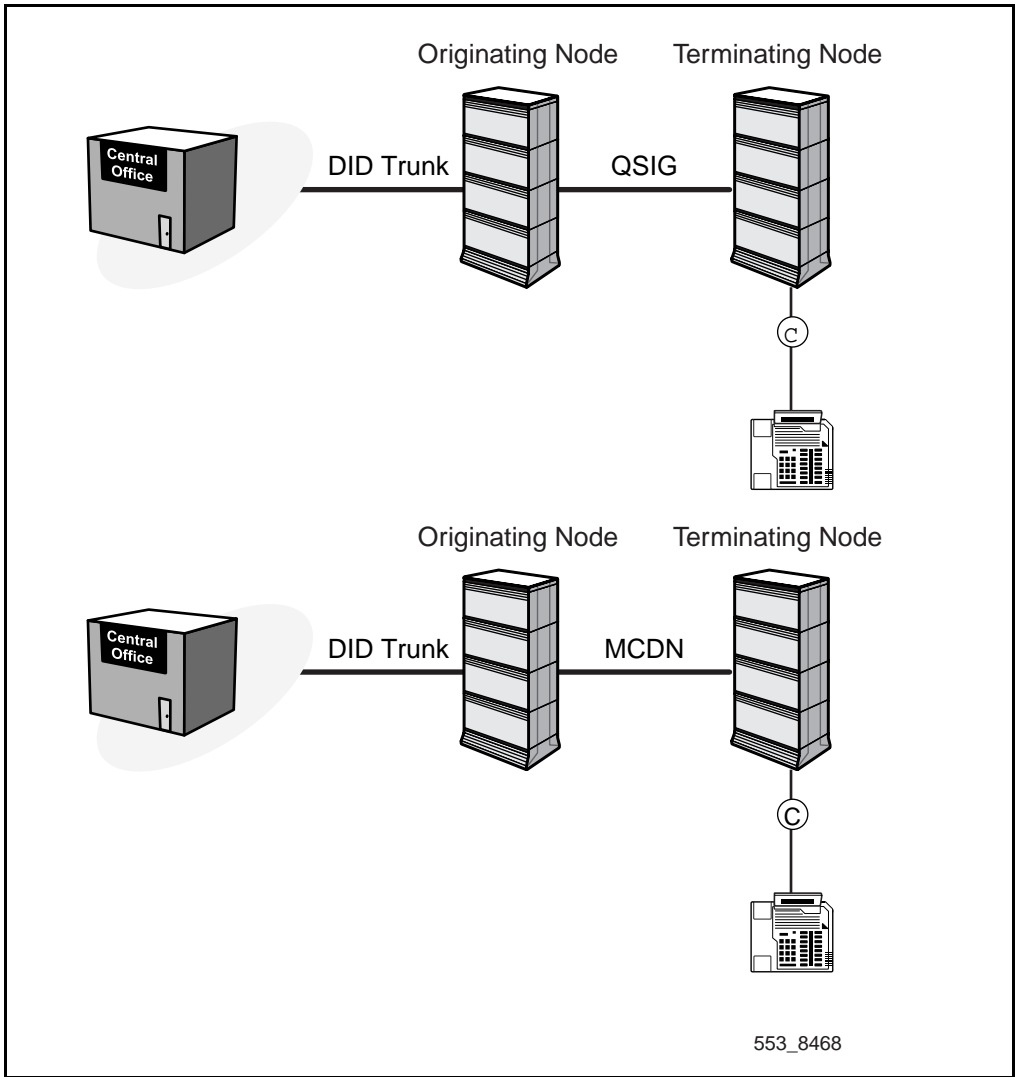 Originating Node Terminating Node
Central
Office
DID Trunk QSIG
C
Originating Node Terminating Node
Central
Office
DID Trunk MCDN
C
553_8468